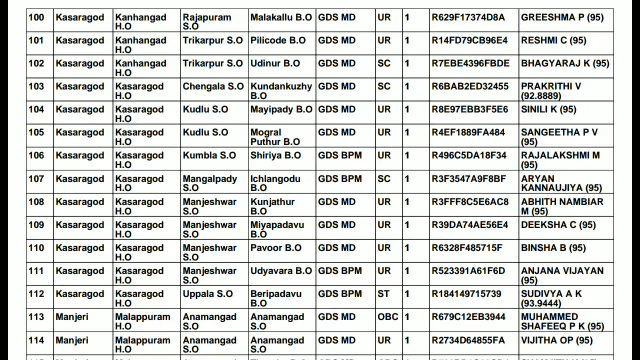 100 Kasaragod Kanhangad H.O Rajapuram S.O Malakallu B.O GDS MD UR 1 R629F17374D8A GREESHMA P (95)
101 Kasaragod Kanhangad H.O Trikarpur S.O Pilicode B.O GDS MD UR 1 R14FD79CB96E4 RESHMI C (95)
102 Kasaragod Kanhangad H.O Trikarpur S.O Udinur B.O GDS MD SC 1 R7EBE4396FBDE BHAGYARAJ K (95)
103 Kasaragod Kasaragod H.O Chengala S.O Kundankuzhy B.O GDS MD SC 1 R6BAB2ED32455 PRAKRITHI V (92.8889)
104 Kasaragod Kasaragod H.O Kudlu S.O Mayipady B.O GDS MD UR 1 R8E97EBB3F5E6 SINILI K (95)
105 Kasaragod Kasaragod H.O Kudlu S.O Mogral Puthur B.O GDS MD UR 1 R4EF1889FA484 SANGEETHA P V (95)
106 Kasaragod Kasaragod H.O Kumbla S.O Shiriya B.O GDS BPM UR 1 R496C5DA18F34 RAJALAKSHMI M (95)
107 Kasaragod Kasaragod H.O Mangalpady S.O Ichlangodu B.O GDS BPM SC 1 R3F3547A9F8BF ARYAN KANNAUJIYA (95)
108 Kasaragod Kasaragod H.O Manjeshwar S.O Kunjathur B.O GDS MD UR 1 R3FFF8C5E6AC8 ABHITH NAMBIAR M (95)
109 Kasaragod Kasaragod H.O Manjeshwar S.O Miyapadavu B.O GDS MD UR 1 R39DA74AE56E4 DEEKSHA C (95)
110 Kasaragod Kasaragod H.O Manjeshwar S.O Pavoor B.O GDS MD UR 1 R6328F485715F BINSHA B (95)
111 Kasaragod Kasaragod H.O Manjeshwar S.O Udyavara B.O GDS BPM UR 1 R523391A61F6D ANJANA VIJAYAN (95)
112 Kasaragod Kasaragod H.O Uppala S.O Beripadavu B.O GDS BPM ST 1 R184149715739 SUDIVYA A K (93.9444)
113 Manjeri Malappuram H.O Anamangad S.O Anamangad S.O GDS MD OBC 1 R679C12EB3944 MUHAMMED SHAFEEQ P K (95)
114 Manjeri Malappuram H.O Anamangad S.O Anamangad S.O GDS MD UR 1 R2734D64855FA VIJITHA OP (95)